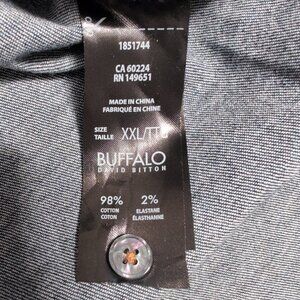 1851744
CA 60224
RN 149651
MADE IN CHINA
FABRIQUÉ EN CHINE
SIZE
TAILLE
XXL/TT
BUFFALO
DAVID BITTON
98% 2%
COTTON ELASTANE
COTON ÉLASTHANNE